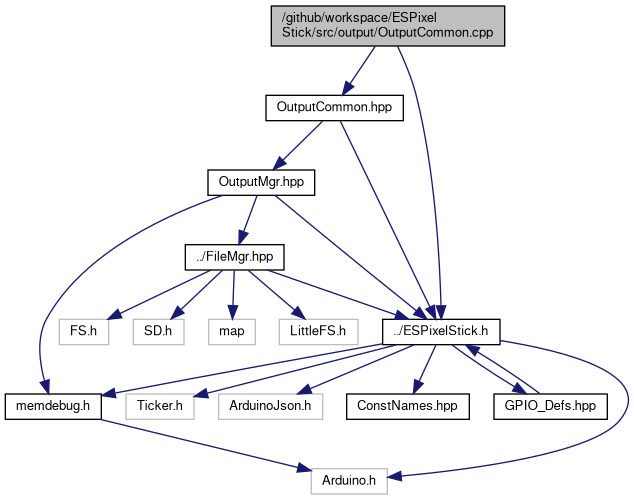 /github/workspace/ESPixel
Stick/src/output/OutputCommon.cpp
OutputCommon.hpp
OutputMgr.hpp
../FileMgr.hpp
FS.h
SD.h
map
LittleFS.h
../ESPixelStick.h
memdebug.h
Ticker.h
ArduinoJson.h
ConstNames.hpp
GPIO_Defs.hpp
Arduino.h